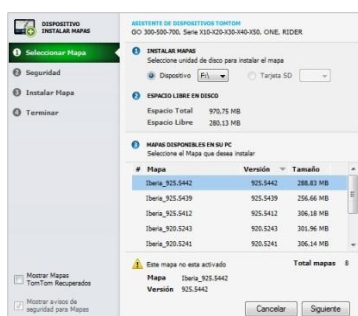 DISPOSITIVO
INSTALAR MAPAS
1 Seleccionar Mapa
2 Seguridad
3 Instalar Mapa
4 Terminar
Mostrar Mapas
TomTom Recuperados
Mostrar avisos de
seguridad para Mapas
ASISTENTE DE DISPOSITIVOS TOMTOM
GO 300-500-700, Serie X10-X20-X30-X40-X50, ONE, RIDER
1 INSTALAR MAPAS
Seleccione unidad de disco para instalar el mapa
Dispositivo F:\ Tarjeta SD
2 ESPACIO LIBRE EN DISCO
Espacio Total 970,75 MB
Espacio Libre 280,13 MB
3 MAPAS DISPONIBLES EN SU PC
Seleccione el Mapa que desea instalar
# Mapa Versión Tamaño
Iberia_925.5442 925.5442 288.83 MB
Iberia_925.5439 925.5439 256.66 MB
Iberia_925.5412 925.5412 306.18 MB
Iberia_920.5243 920.5243 301.96 MB
Iberia_920.5241 920.5241 306.14 MB
Este mapa no esta activado Total mapas 8
Mapa Iberia_925.5442
Versión 925.5442
Cancelar Siguiente